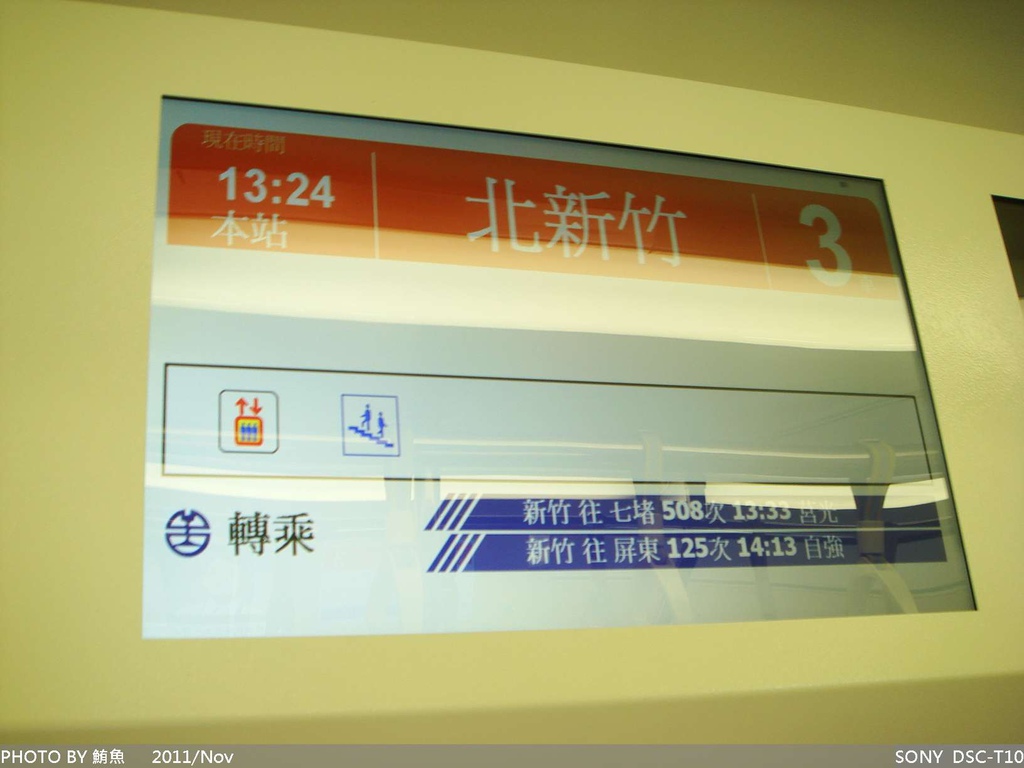 現在時間
13:24
本站
北新竹
3
轉乘
新竹 往 七堵 508次 13:33 莒光
新竹 往 屏東 125次 14:13 自強
PHOTO BY 鮪魚 2011/Nov
SONY DSC-T10